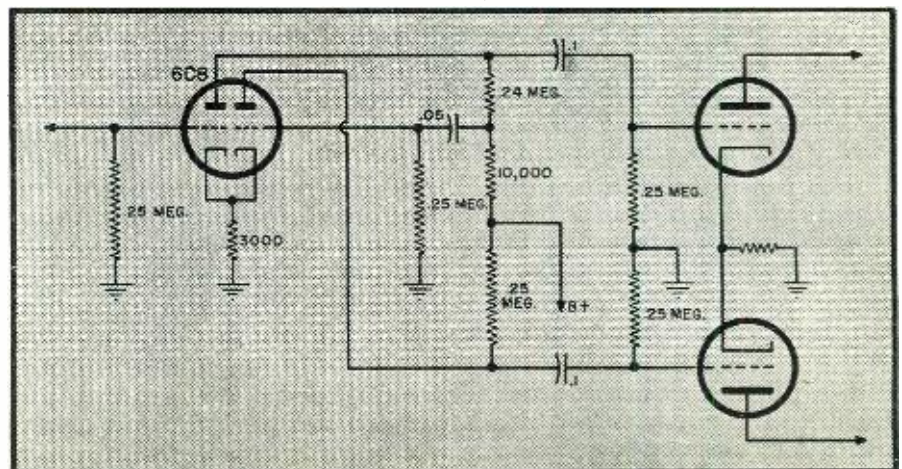 6C8
.1
.24 MEG.
.05
10,000
.25 MEG.
.25 MEG.
.25 MEG.
3000
.25
MEG.
B+
.25 MEG.
.1